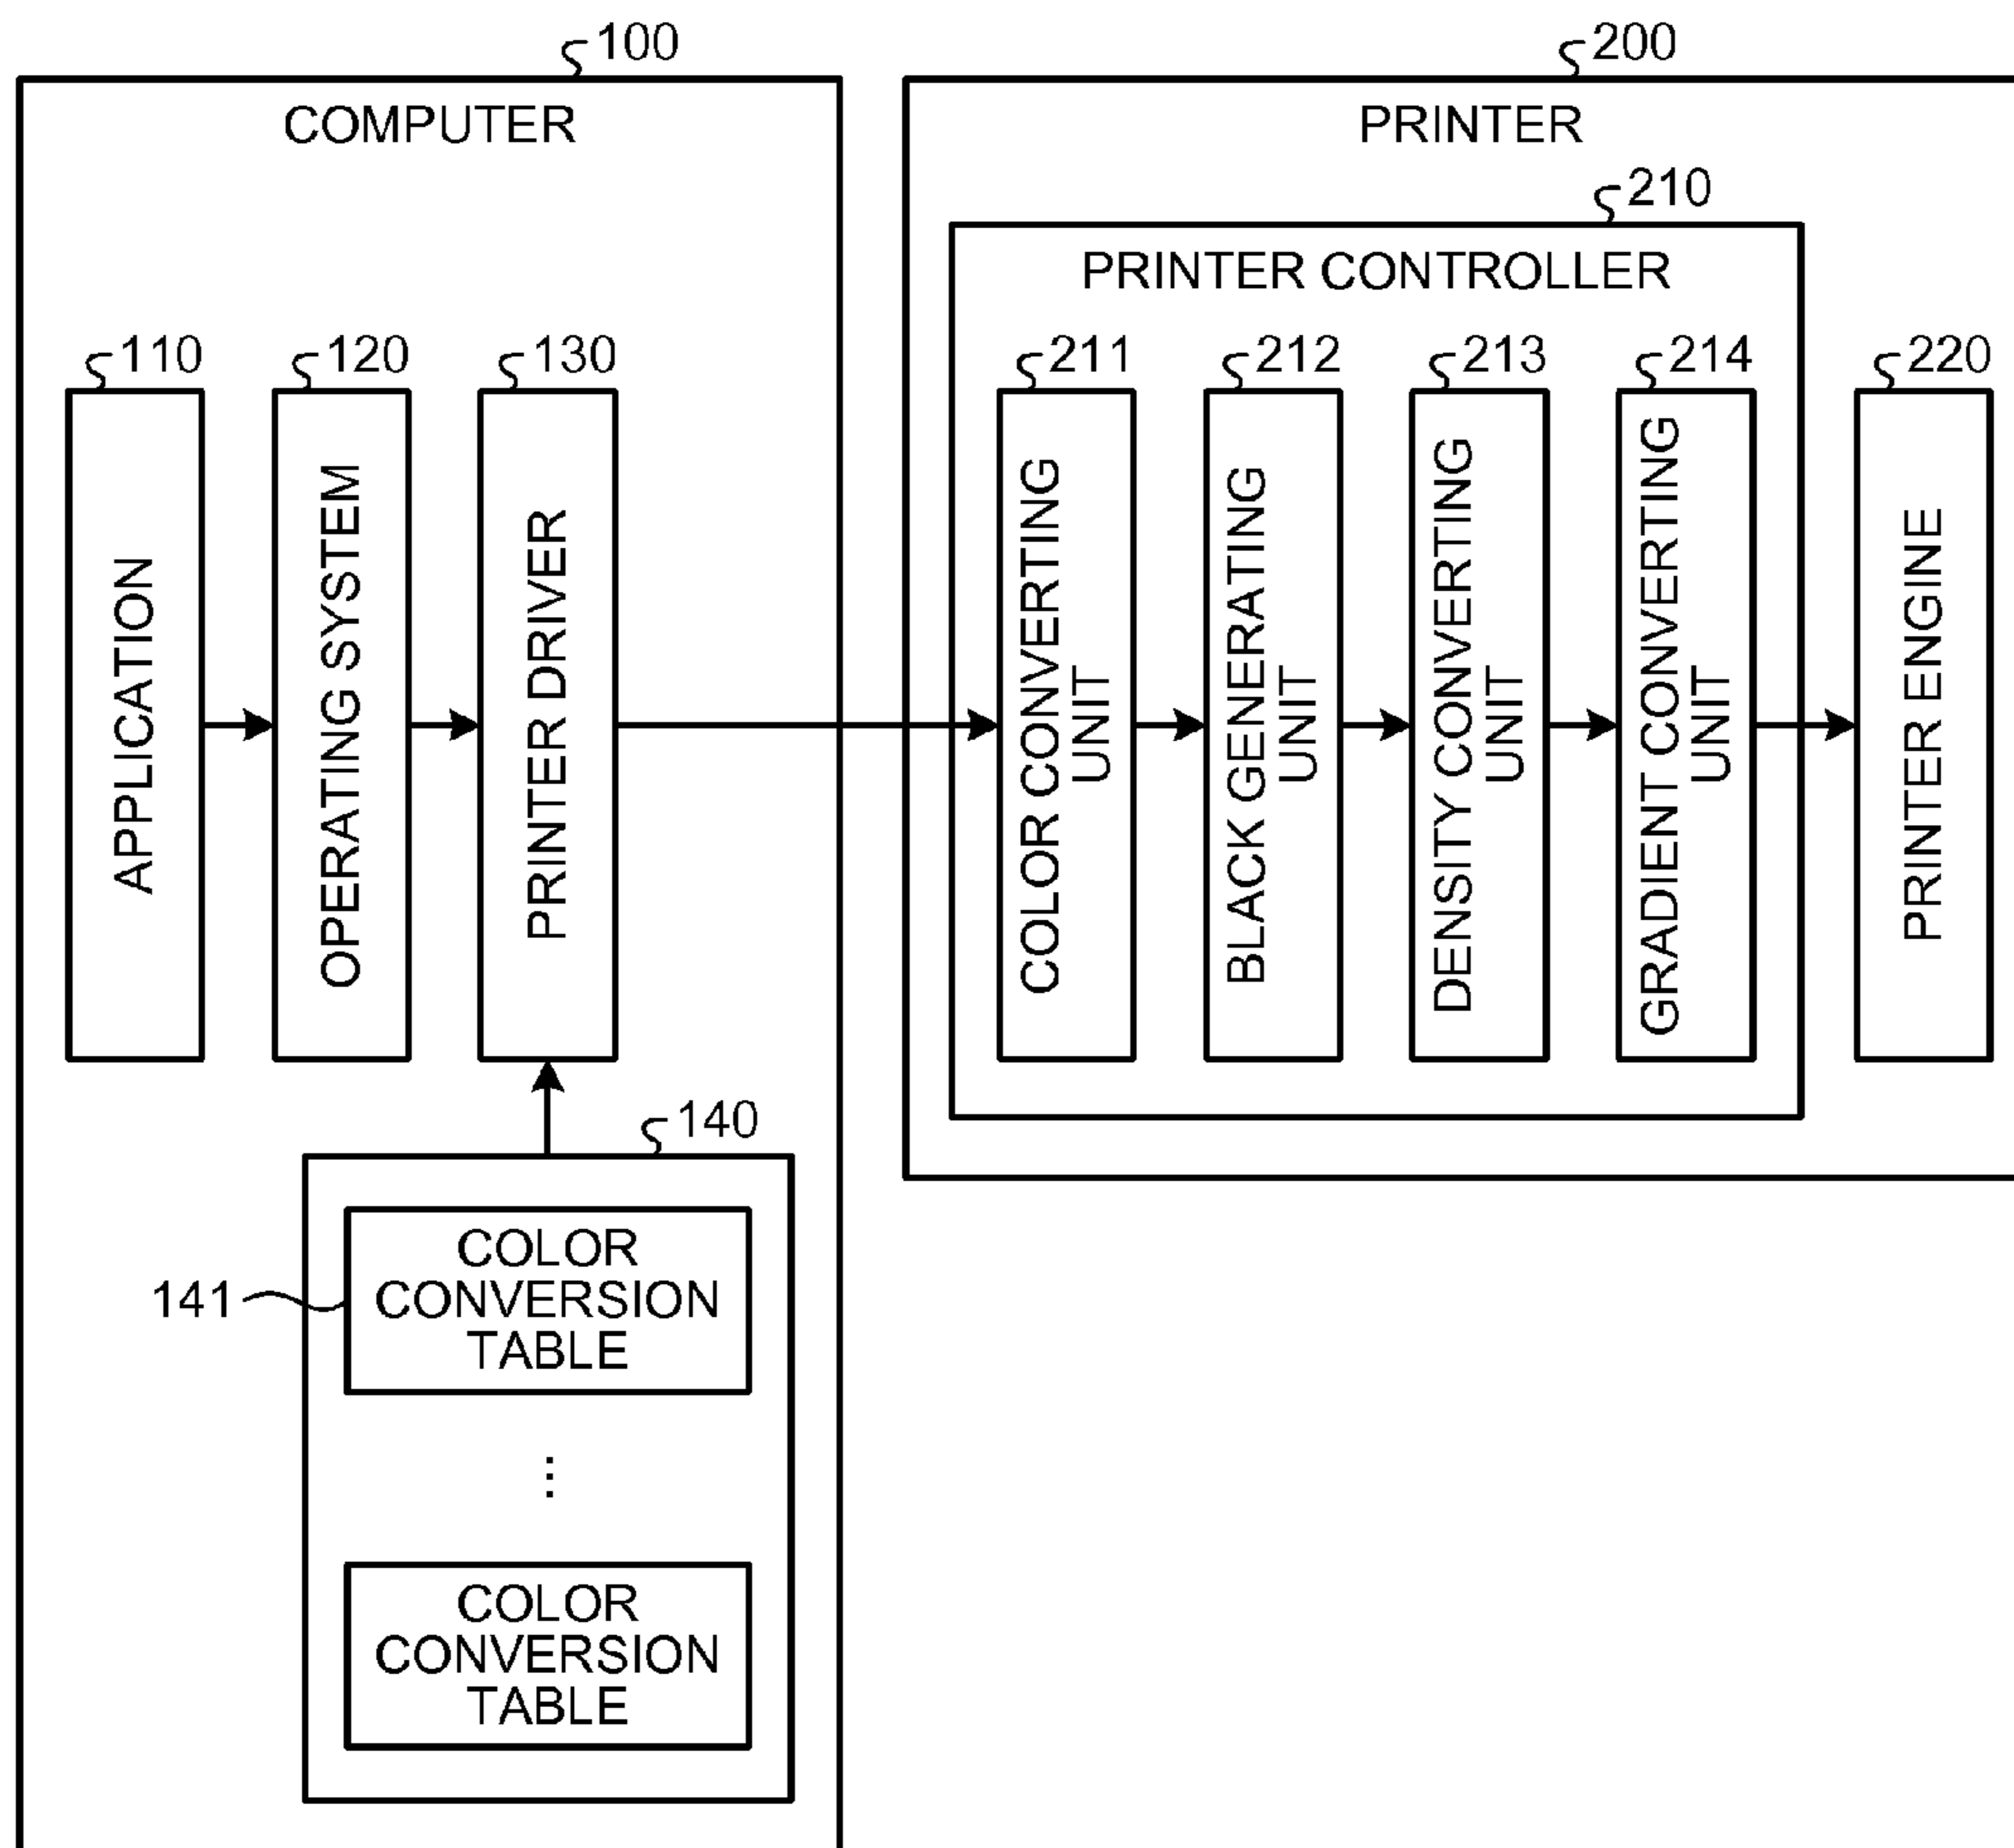 100
COMPUTER
110
APPLICATION
120
OPERATING SYSTEM
130
PRINTER DRIVER
140
141
COLOR
CONVERSION
TABLE
⋮
COLOR
CONVERSION
TABLE
200
PRINTER
210
PRINTER CONTROLLER
211
COLOR CONVERTING
UNIT
212
BLACK GENERATING
UNIT
213
DENSITY CONVERTING
UNIT
214
GRADIENT CONVERTING
UNIT
220
PRINTER ENGINE